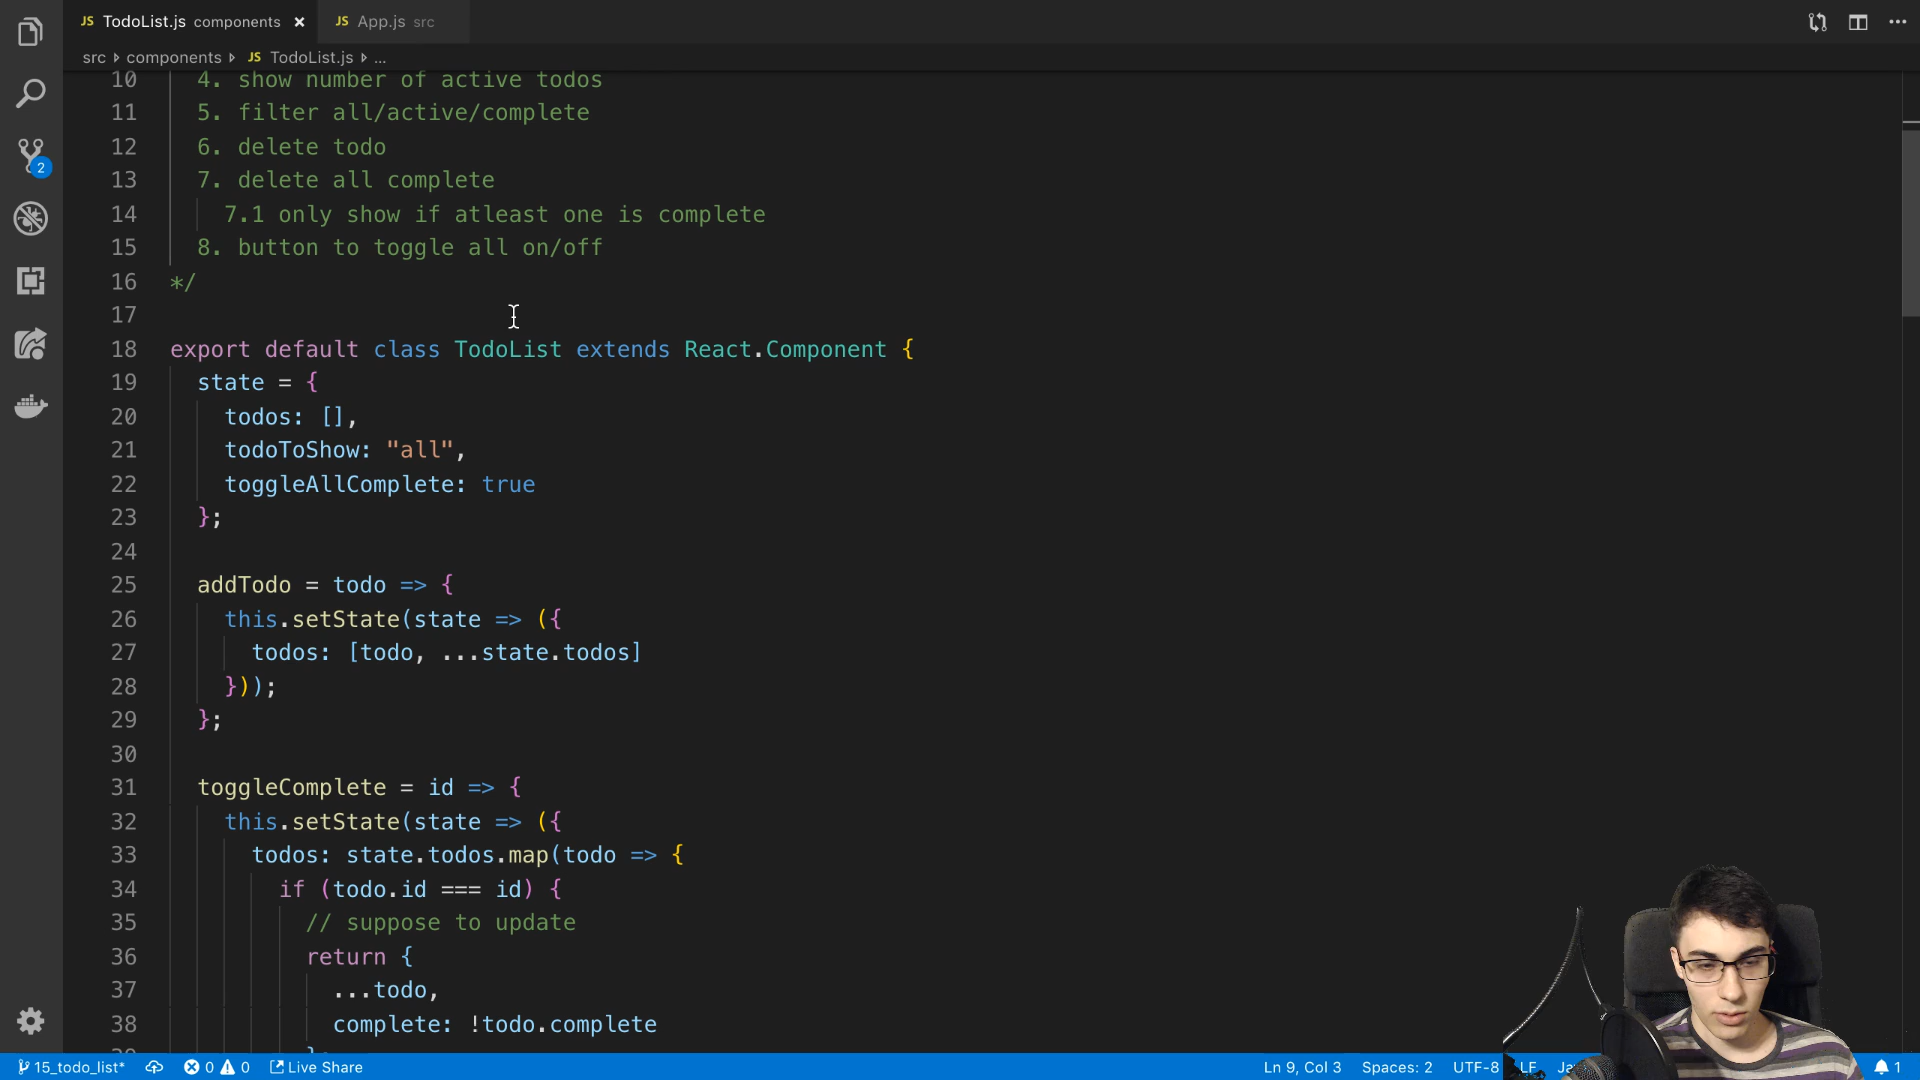 JS TodoList.js components × JS App.js src
src components JS TodoList.js ...
10 4. show number of active todos
11 5. filter all/active/complete
12 6. delete todo
13 7. delete all complete
14 7.1 only show if atleast one is complete
15 8. button to toggle all on/off
16 */
17
18 export default class TodoList extends React.Component {
19 state = {
20 todos: [],
21 todoToShow: "all",
22 toggleAllComplete: true
23 };
24
25 addTodo = todo => {
26 this.setState(state => ({
27 todos: [todo, ...state.todos]
28 }));
29 };
30
31 toggleComplete = id => {
32 this.setState(state => ({
33 todos: state.todos.map(todo => {
34 if (todo.id === id) {
35 // suppose to update
36 return {
37 ...todo,
38 complete: !todo.complete
2
15_todo_list* 0 0 Live Share Ln 9, Col 3 Spaces: 2 UTF-8 LF 1